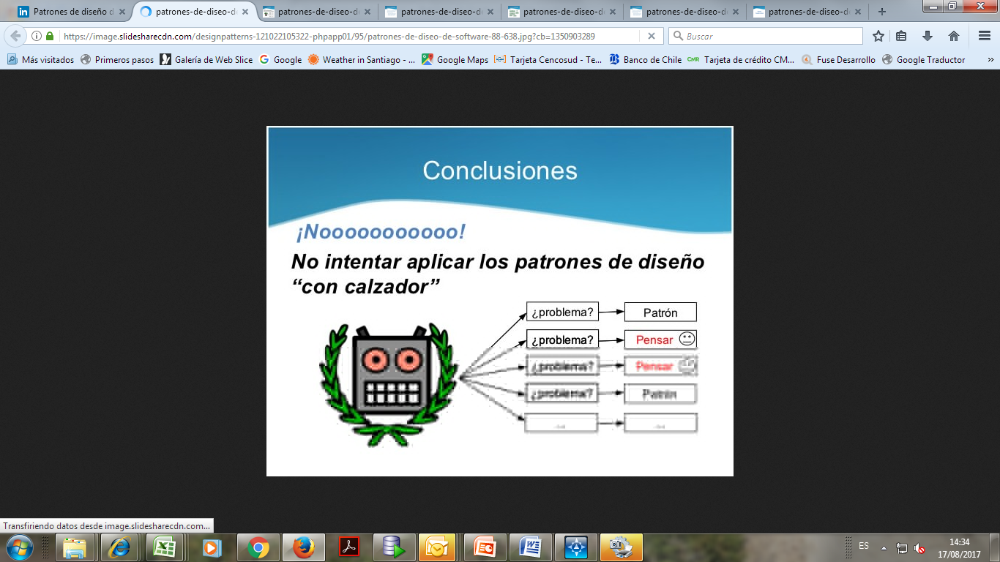 Patrones de diseño d
patrones-de-diseo-de
patrones-de-diseo-de
patrones-de-diseo-de
patrones-de-diseo-de
patrones-de-diseo-de
patrones-de-diseo-de
https://image.slidesharecdn.com/designpatterns-121022105322-phpapp01/95/patrones-de-diseo-de-software-88-638.jpg?cb=1350903289
Buscar
Más visitados
Primeros pasos
Galería de Web Slice
Google
Weather in Santiago - ...
Google Maps
Tarjeta Cencosud - Te...
Banco de Chile
CMR Tarjeta de crédito CM...
Fuse Desarrollo
Google Traductor
Conclusiones
¡Nooooooooooo!
No intentar aplicar los patrones de diseño
“con calzador”
¿problema? Patrón
¿problema? Pensar
¿problema? Pensar
¿problema? Patrón
... ...
Transfiriendo datos desde image.slidesharecdn.com...
ES
14:34
17/08/2017